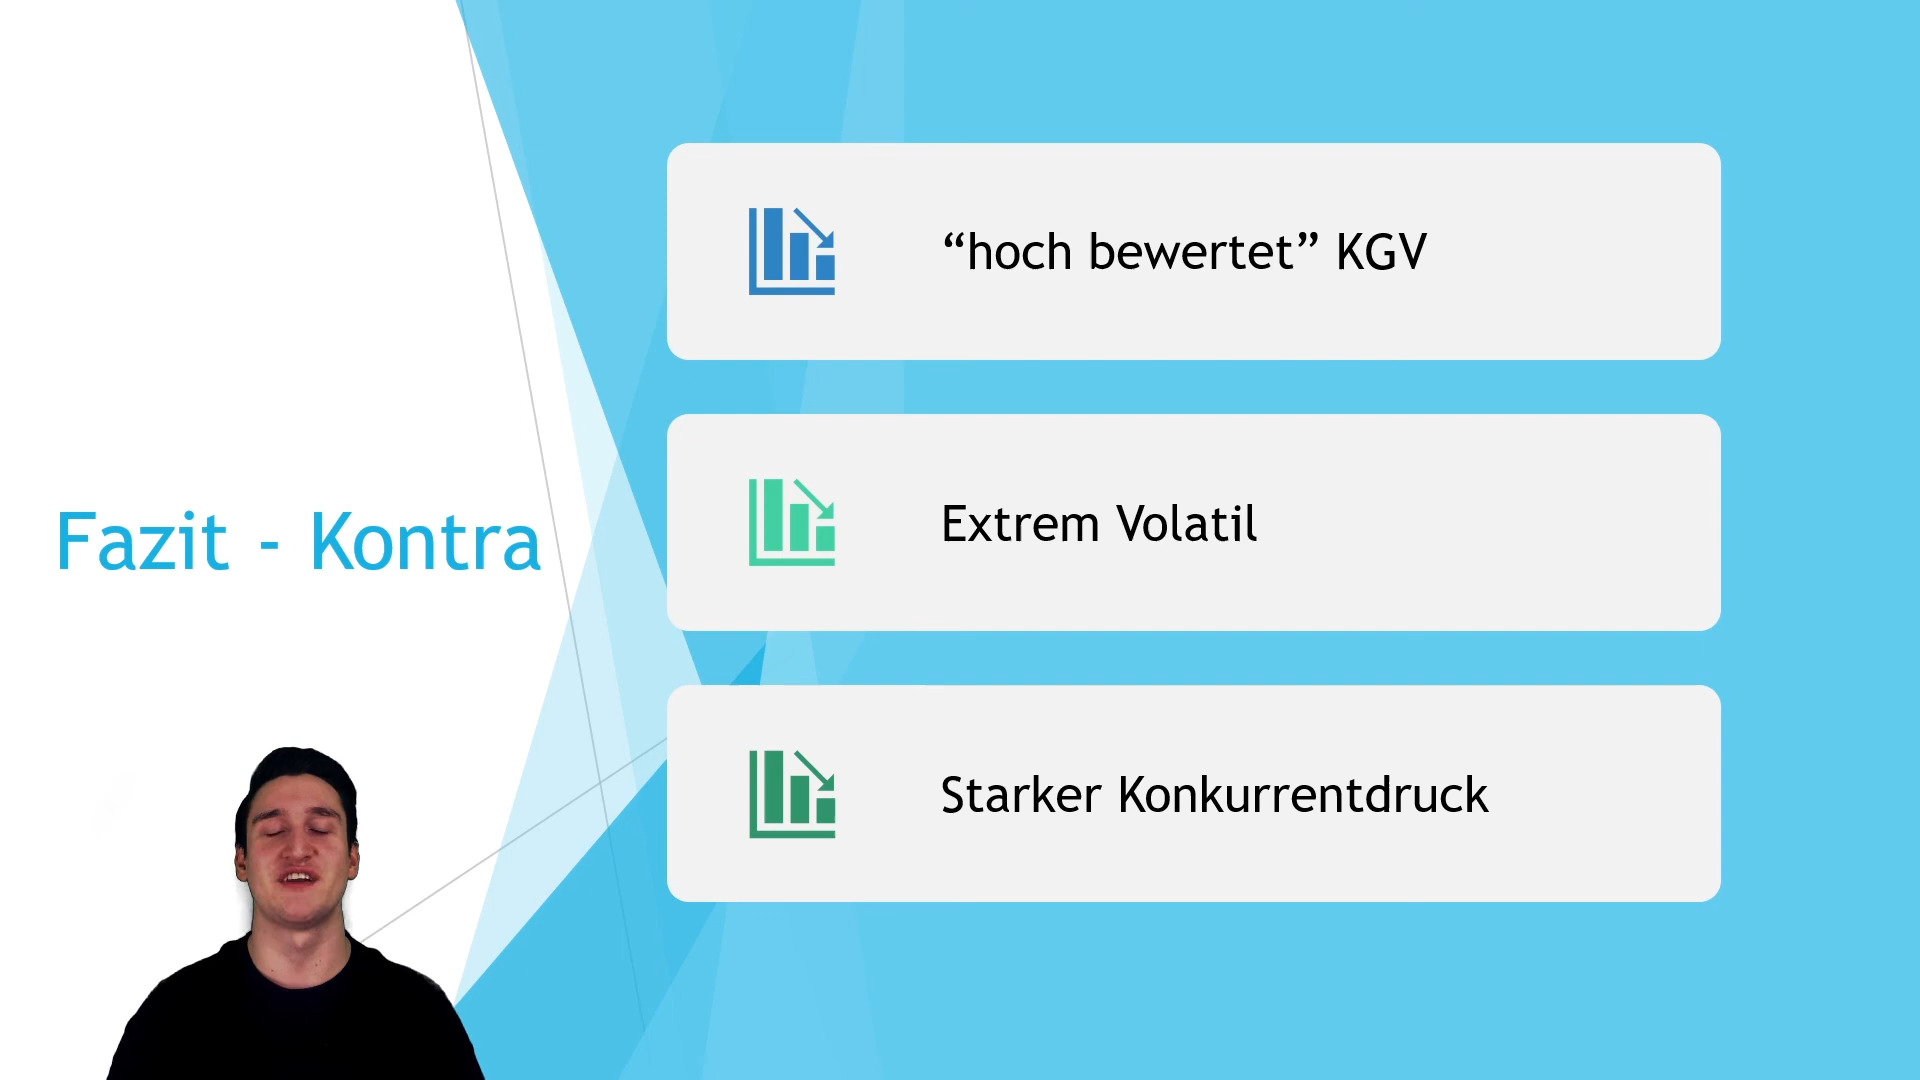 Fazit - Kontra
“hoch bewertet” KGV
Extrem Volatil
Starker Konkurrentdruck